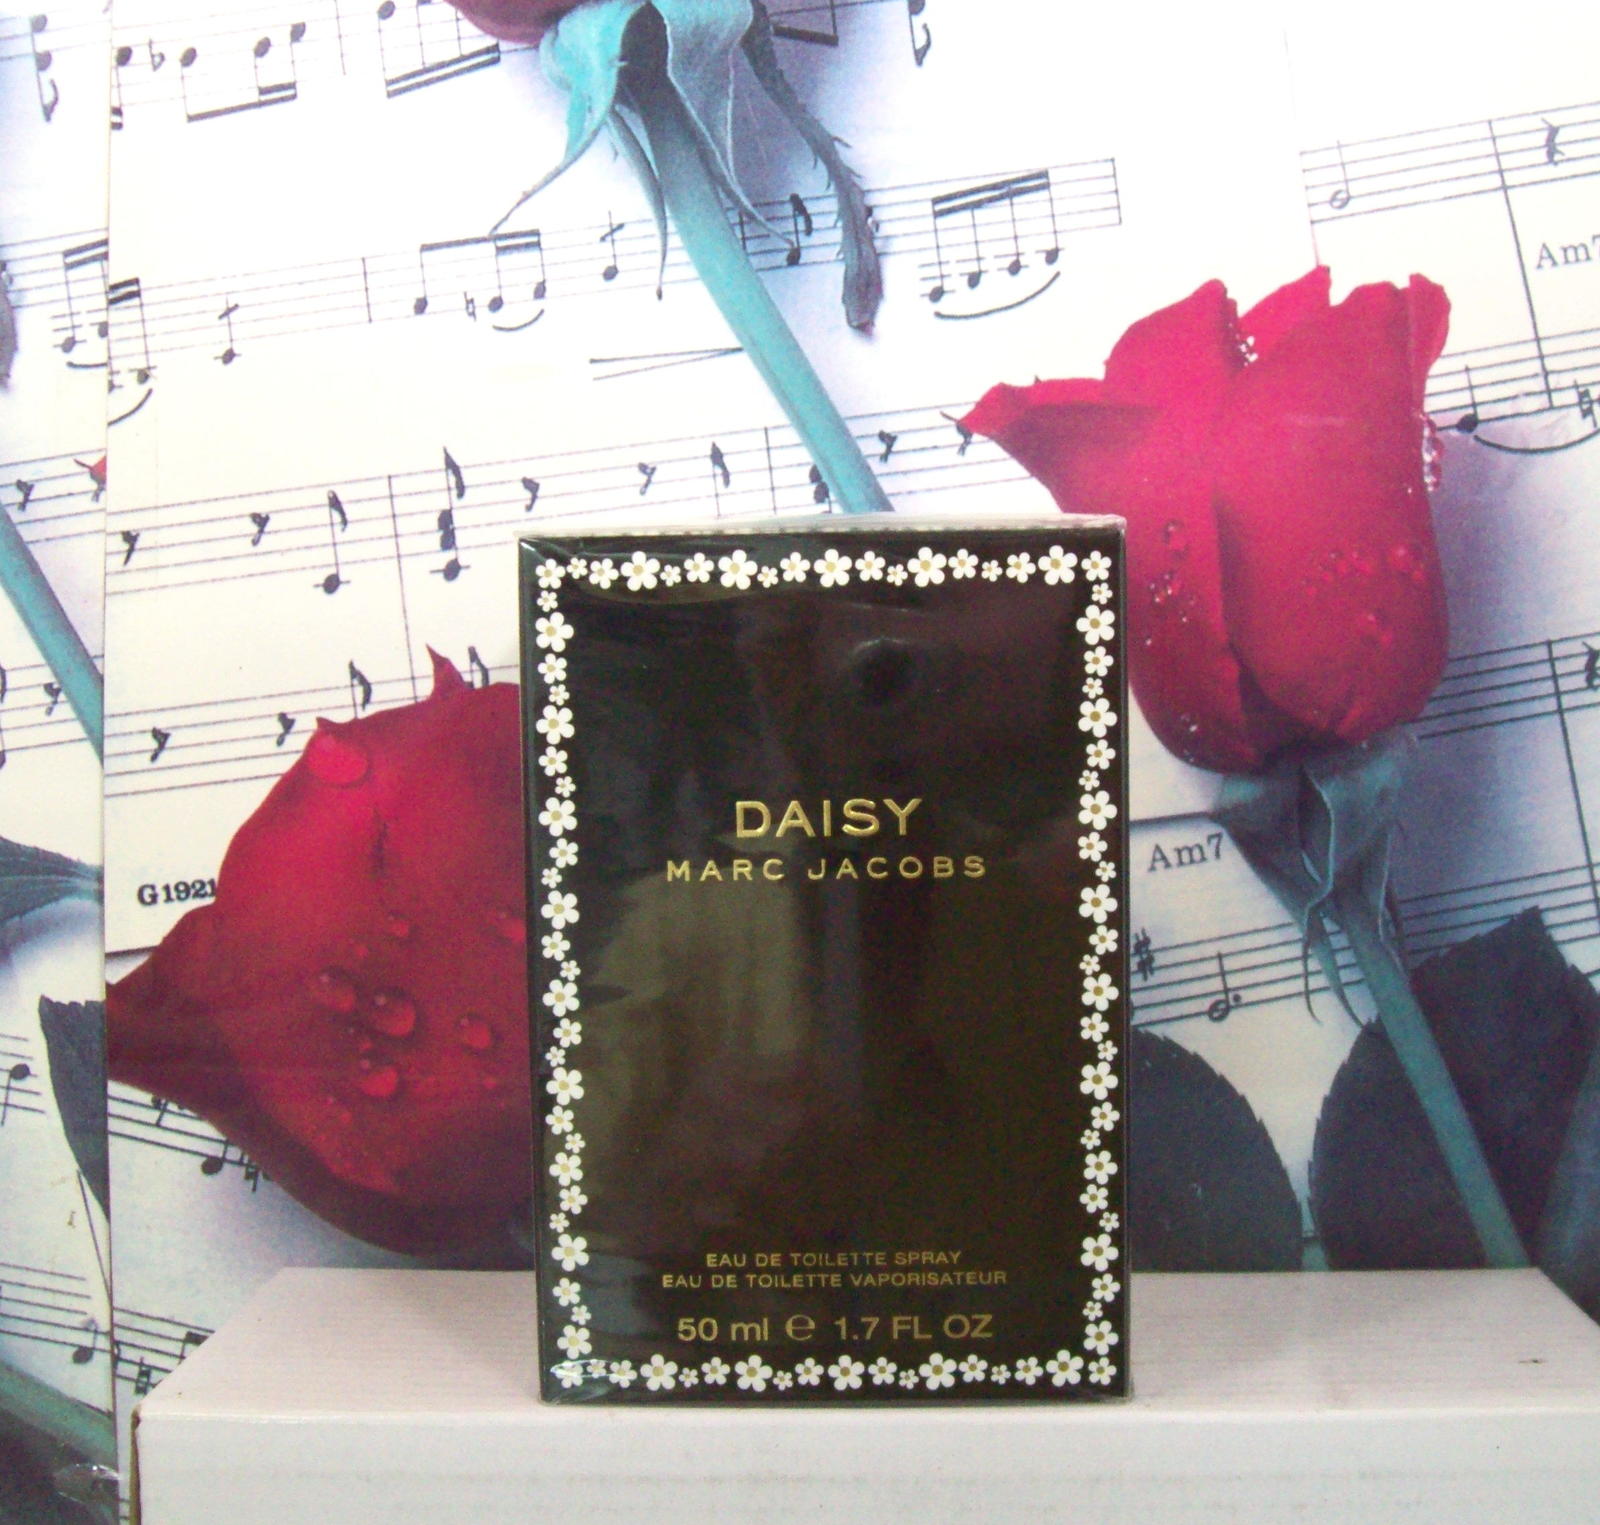 Am7
DAISY
MARC JACOBS
Am7
G1921
EAU DE TOILETTE SPRAY
EAU DE TOILETTE VAPORISATEUR
50 ml e 1.7 FL OZ